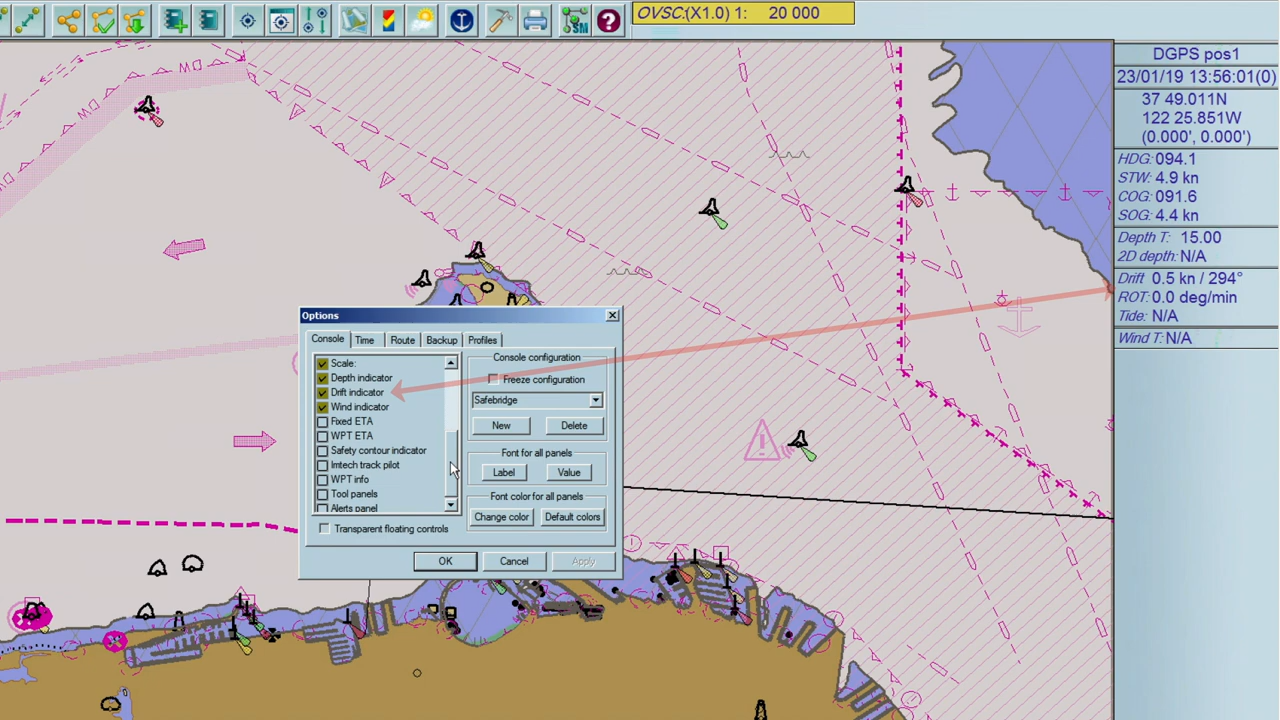 OVSC:(X1.0) 1: 20 000
SM
?
DGPS pos1
23/01/19 13:56:01(0)
37 49.011N
122 25.851W
(0.000', 0.000')
HDG: 094.1
STW: 4.9 kn
COG: 091.6
SOG: 4.4 kn
Depth T: 15.00
2D depth: N/A
Drift 0.5 kn / 294°
ROT: 0.0 deg/min
Tide: N/A
Wind T: N/A
DW
DW
Options
Console Time Route Backup Profiles
Scale:
Depth indicator
Drift indicator
Wind indicator
Fixed ETA
WPT ETA
Safety contour indicator
Imtech track pilot
WPT info
Tool panels
Alerts panel
Transparent floating controls
Console configuration
Freeze configuration
Safebridge
New Delete
Font for all panels
Label Value
Font color for all panels
Change color Default colors
OK Cancel Apply